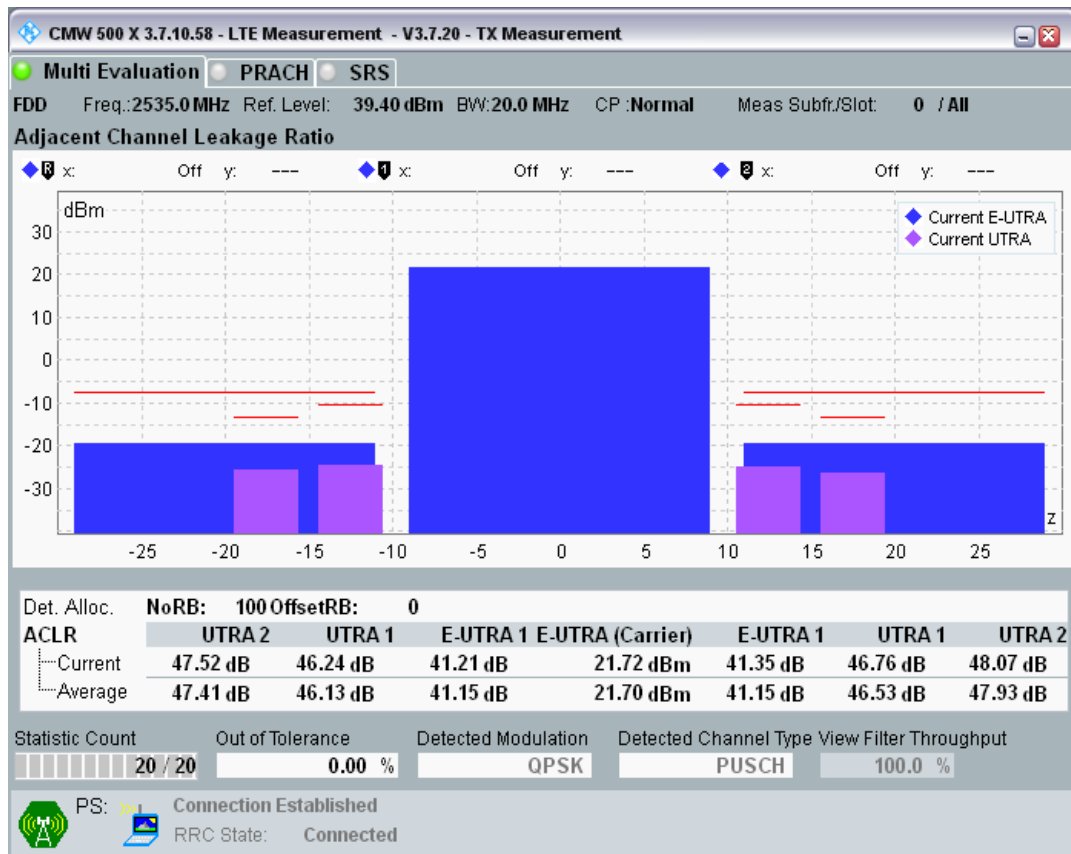 CMW 500 X 3.7.10.58 - LTE Measurement - V3.7.20 - TX Measurement
Multi Evaluation PRACH SRS
FDD Freq.:2535.0 MHz Ref. Level: 39.40 dBm BW:20.0 MHz CP :Normal Meas Subfr./Slot: 0 / All
Adjacent Channel Leakage Ratio
R x: Off y: --- 1 x: Off y: --- 2 x: Off y: ---
dBm
Current E-UTRA
Current UTRA
30
20
10
0
-10
-20
-30
z
-25 -20 -15 -10 -5 0 5 10 15 20 25
Det. Alloc. NoRB: 100 OffsetRB: 0
ACLR UTRA 2 UTRA 1 E-UTRA 1 E-UTRA (Carrier) E-UTRA 1 UTRA 1 UTRA 2
Current 47.52 dB 46.24 dB 41.21 dB 21.72 dBm 41.35 dB 46.76 dB 48.07 dB
Average 47.41 dB 46.13 dB 41.15 dB 21.70 dBm 41.15 dB 46.53 dB 47.93 dB
Statistic Count Out of Tolerance Detected Modulation Detected Channel Type View Filter Throughput
20 / 20 0.00 % QPSK PUSCH 100.0 %
PS: Connection Established
RRC State: Connected